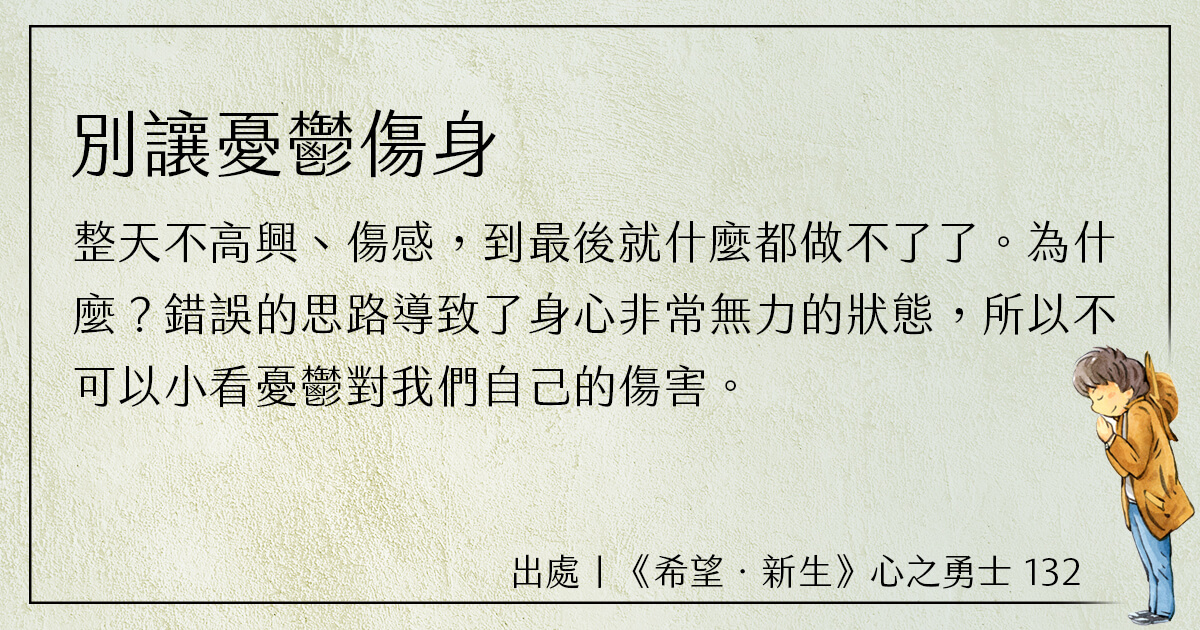 別讓憂鬱傷身
整天不高興、傷感，到最後就什麼都做不了了。為什
麼？錯誤的思路導致了身心非常無力的狀態，所以不
可以小看憂鬱對我們自己的傷害。
出處｜《希望．新生》心之勇士 132